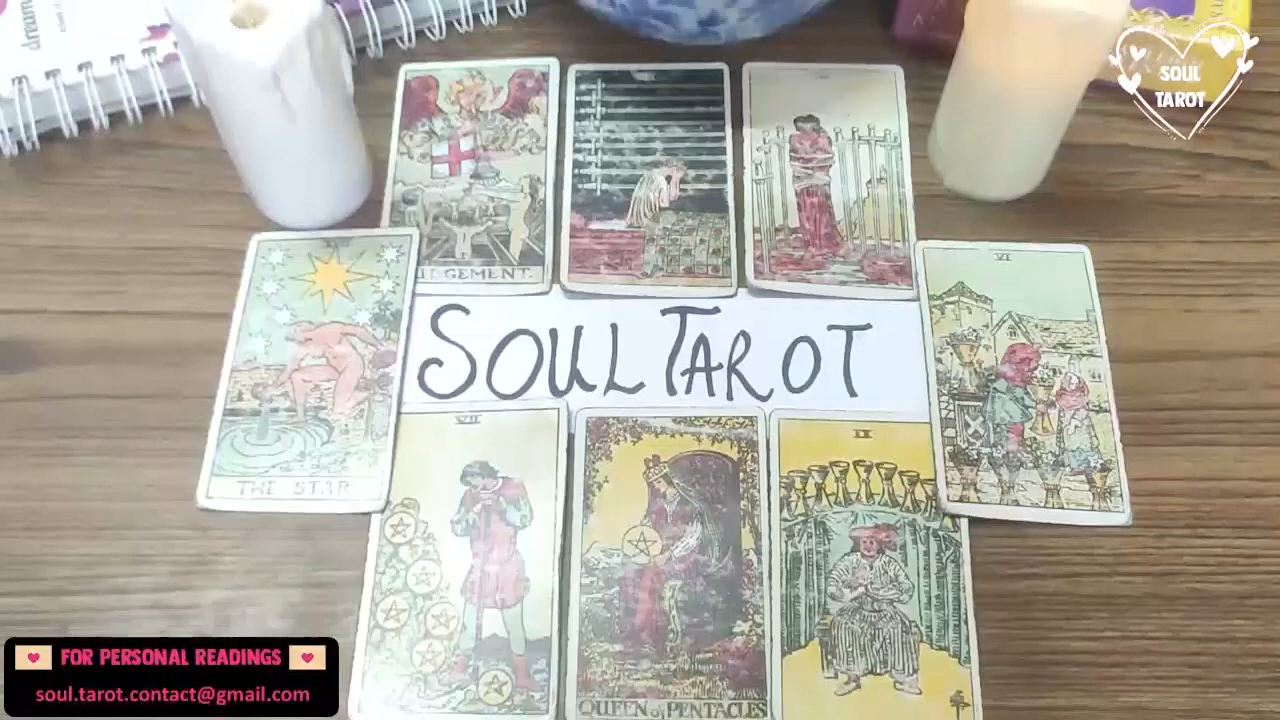 dream
SOUL
TAROT
JUDGEMENT.
VI
THE STAR
SOUL TAROT
VII
QUEEN of PENTACLES
FOR PERSONAL READINGS
soul.tarot.contact@gmail.com